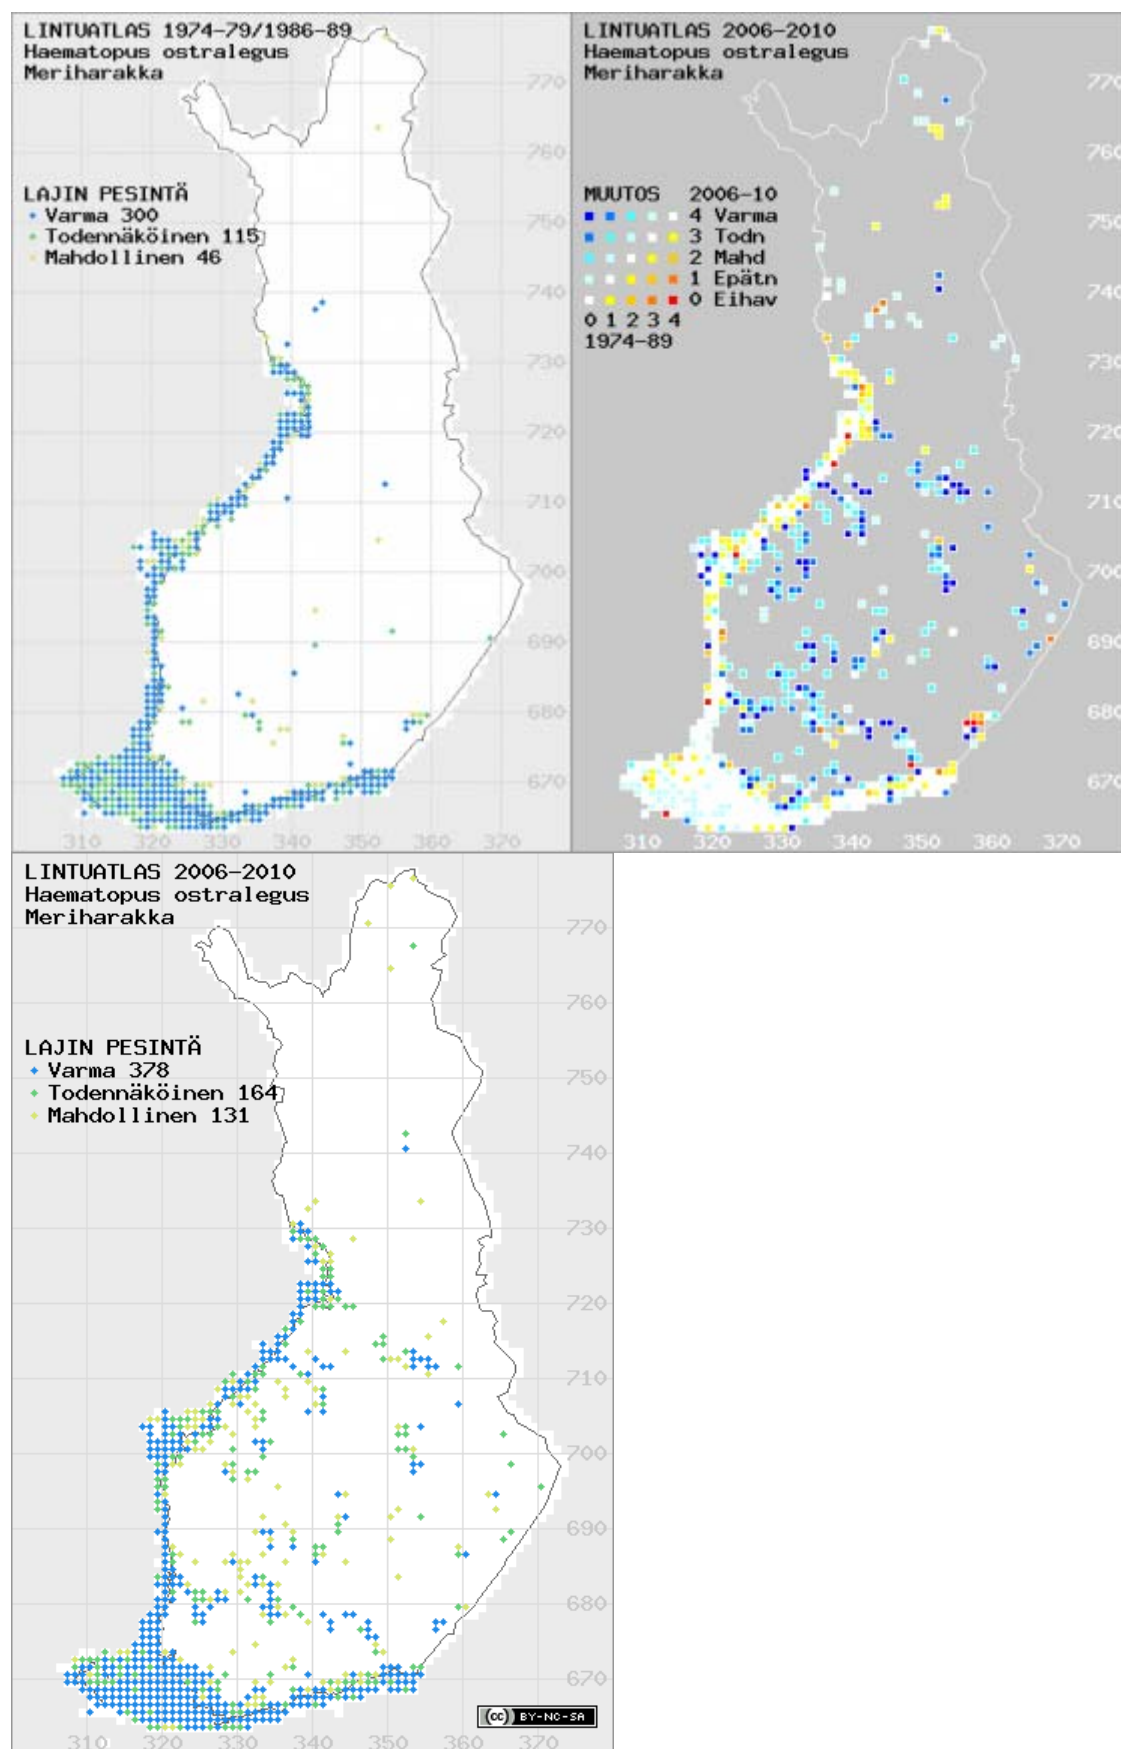 LINTUATLAS 1974-79/1986-89
Haematopus ostralegus
Meriharakka
LAJIN PESINTÄ
Varma 300
Todennäköinen 115
Mahdollinen 46
770
760
750
740
730
720
710
700
690
680
670
310 320 330 340 350 360 370
LINTUATLAS 2006-2010
Haematopus ostralegus
Meriharakka
MUUTOS 2006-10
4 Varma
3 Todn
2 Mahd
1 Epätn
0 Eihav
0 1 2 3 4
1974-89
770
760
750
740
730
720
710
700
690
680
670
310 320 330 340 350 360 370
LINTUATLAS 2006-2010
Haematopus ostralegus
Meriharakka
LAJIN PESINTÄ
Varma 378
Todennäköinen 164
Mahdollinen 131
770
760
750
740
730
720
710
700
690
680
670
310 320 330 340 350 360 370
cc BY-NC-SA